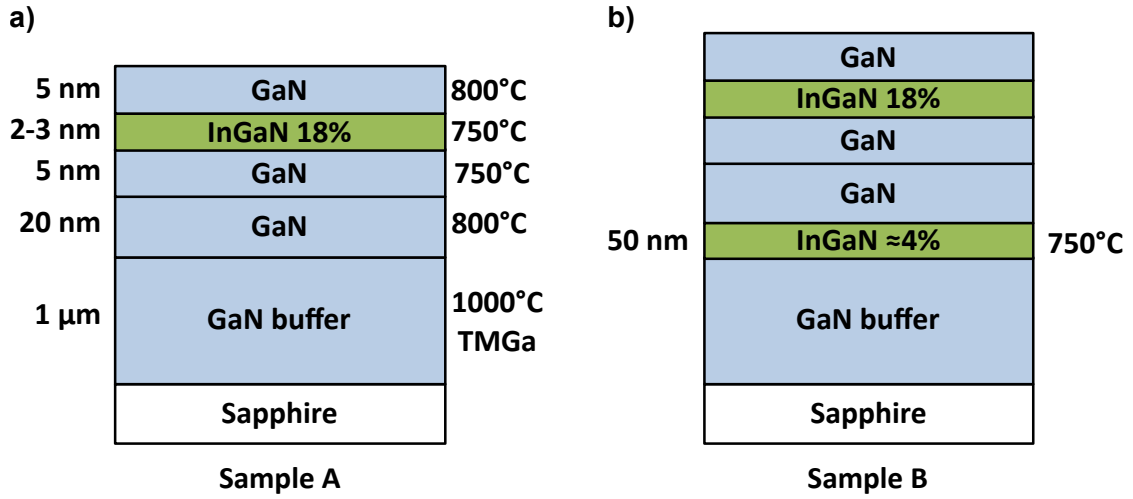 a)
5 nm GaN 800°C
2-3 nm InGaN 18% 750°C
5 nm GaN 750°C
20 nm GaN 800°C
1 µm GaN buffer 1000°C
TMGa
Sapphire
Sample A
b)
GaN
InGaN 18%
GaN
GaN
50 nm InGaN ≈4% 750°C
GaN buffer
Sapphire
Sample B